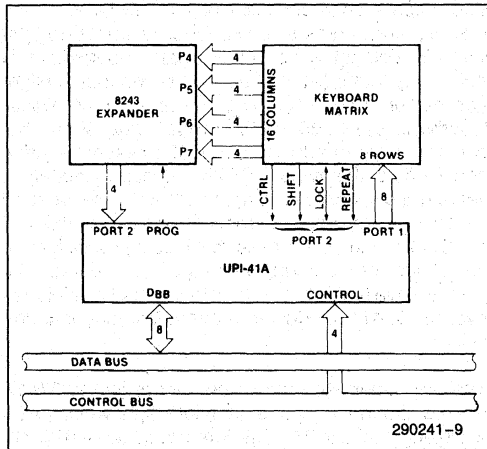 8243
EXPANDER
P4
P5
P6
P7
4
4
4
4
16 COLUMNS
KEYBOARD
MATRIX
8 ROWS
4
CTRL
SHIFT
LOCK
REPEAT
8
PORT 2
PROG
PORT 2
PORT 1
UPI-41A
DBB
CONTROL
8
4
DATA BUS
CONTROL BUS
290241-9